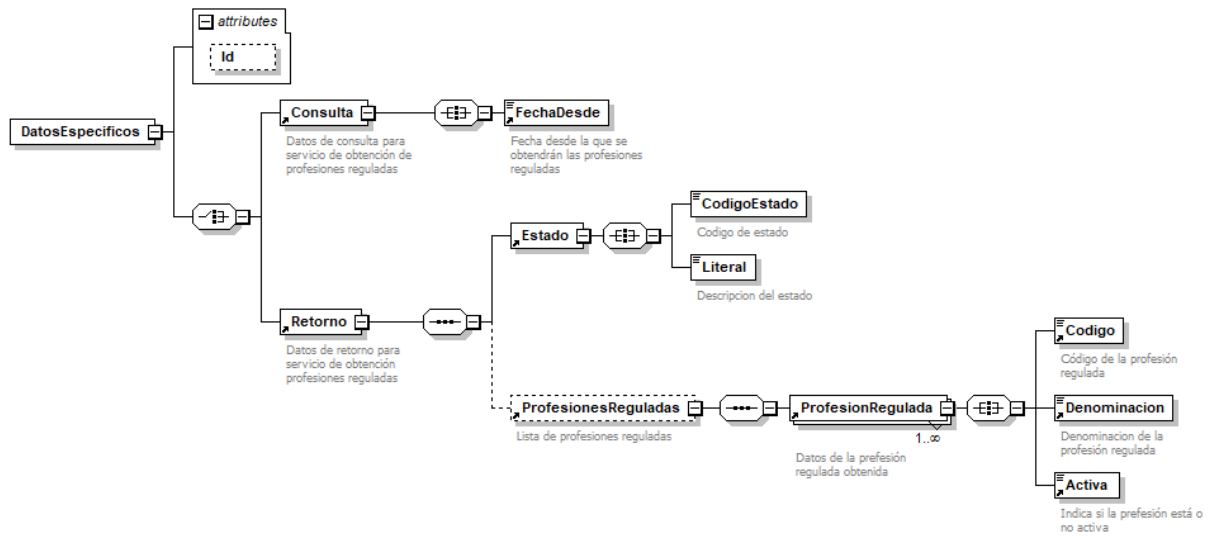 attributes
Id
DatosEspecificos
Consulta
Datos de consulta para
servicio de obtención de
profesiones reguladas
FechaDesde
Fecha desde la que se
obtendrán las profesiones
reguladas
Retorno
Datos de retorno para
servicio de obtención
profesiones reguladas
Estado
CodigoEstado
Codigo de estado
Literal
Descripcion del estado
ProfesionesReguladas
Lista de profesiones reguladas
ProfesionRegulada
1..∞
Datos de la prefesión
regulada obtenida
Codigo
Código de la profesión
regulada
Denominacion
Denominacion de la
profesión regulada
Activa
Indica si la prefesión está o
no activa